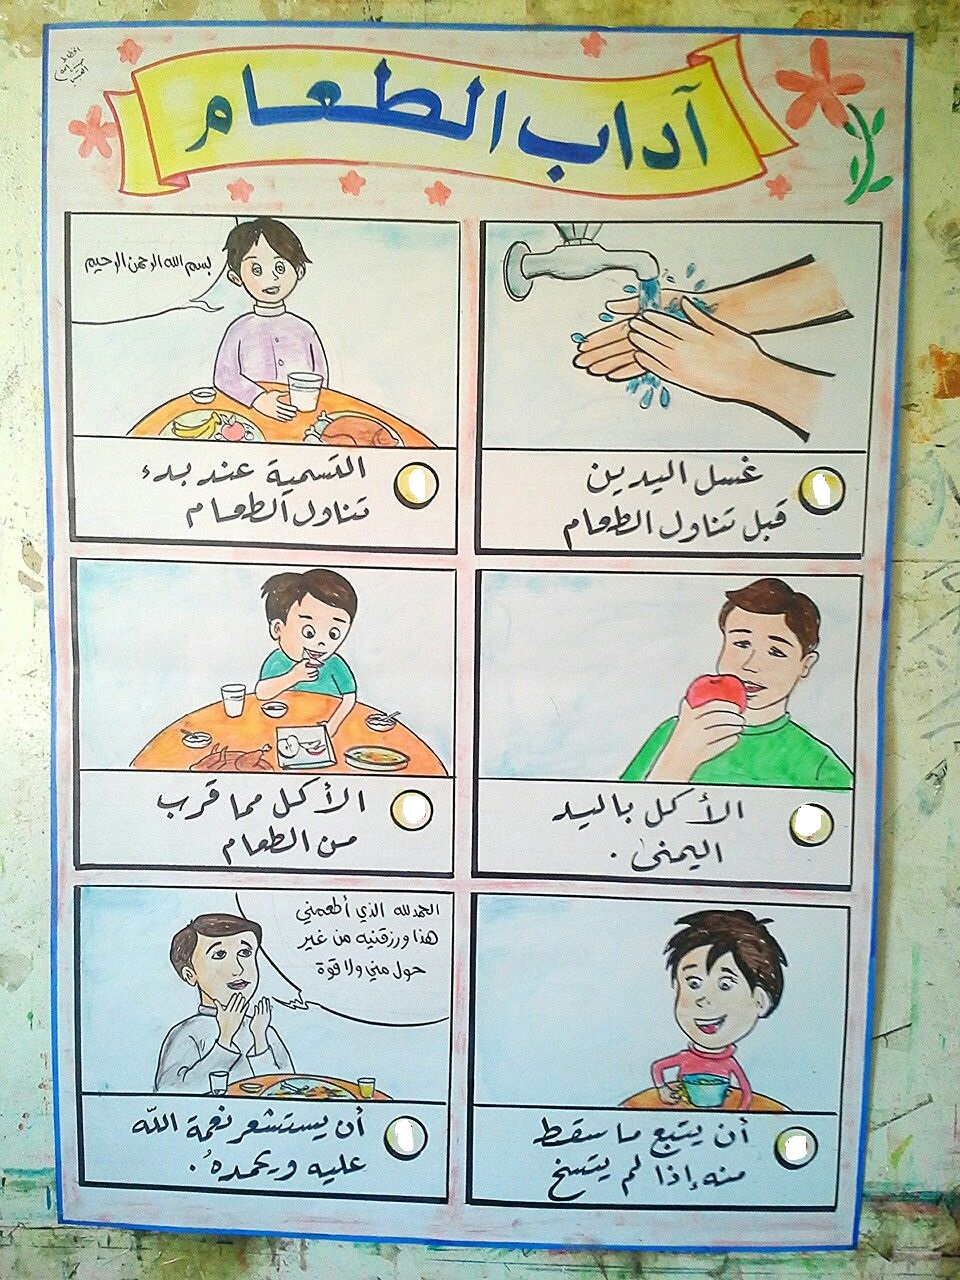 آداب الطعام
غسل اليدين
قبل تناول الطعام
بسم الله الرحمن الرحيم
التسمية عند بدء
تناول الطعام
الأكل باليد
اليمنى .
الأكل مما قرب
من الطعام
أن يتبع ما سقط
منه إذا لم يتسخ
الحمد لله الذي أطعمني
هذا ورزقنيه من غير
حول مني ولا قوة
أن يستشعر نعمة الله
عليه ويحمدهُ .